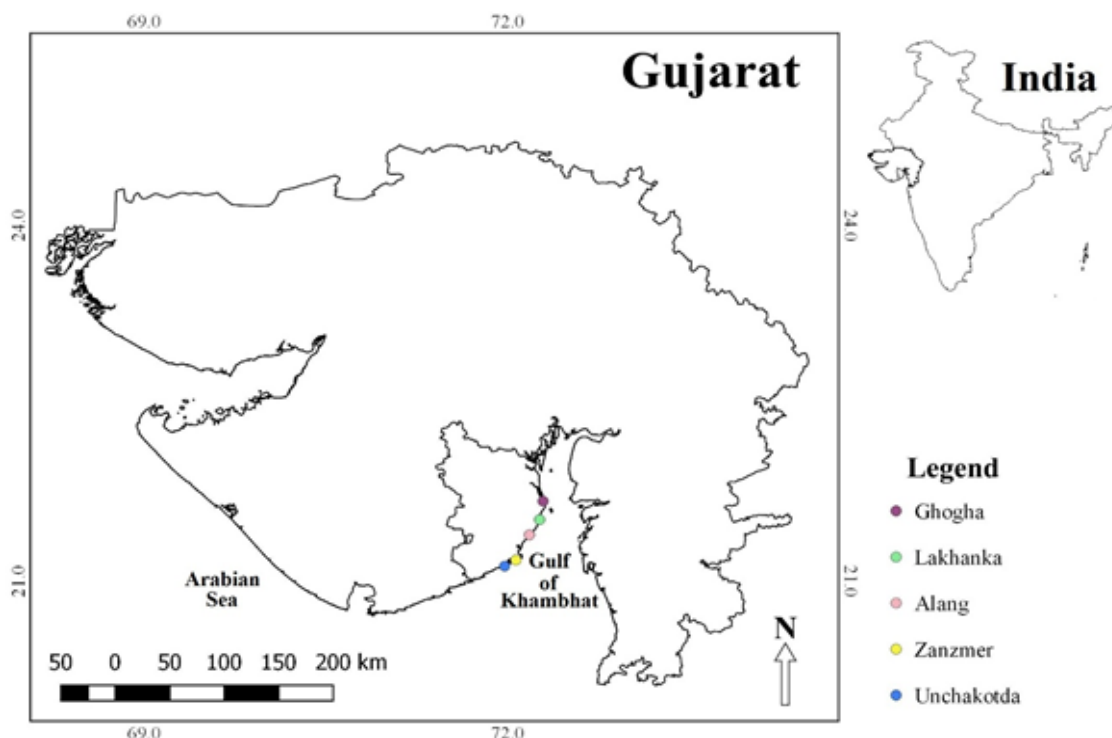 69.0 72.0
Gujarat
India
24.0 24.0
Legend
Ghogha
Lakhanka
Alang
Zanzmer
Unchakotda
Arabian
Sea
Gulf
of
Khambhat
21.0 21.0
N
50 0 50 100 150 200 km
69.0 72.0